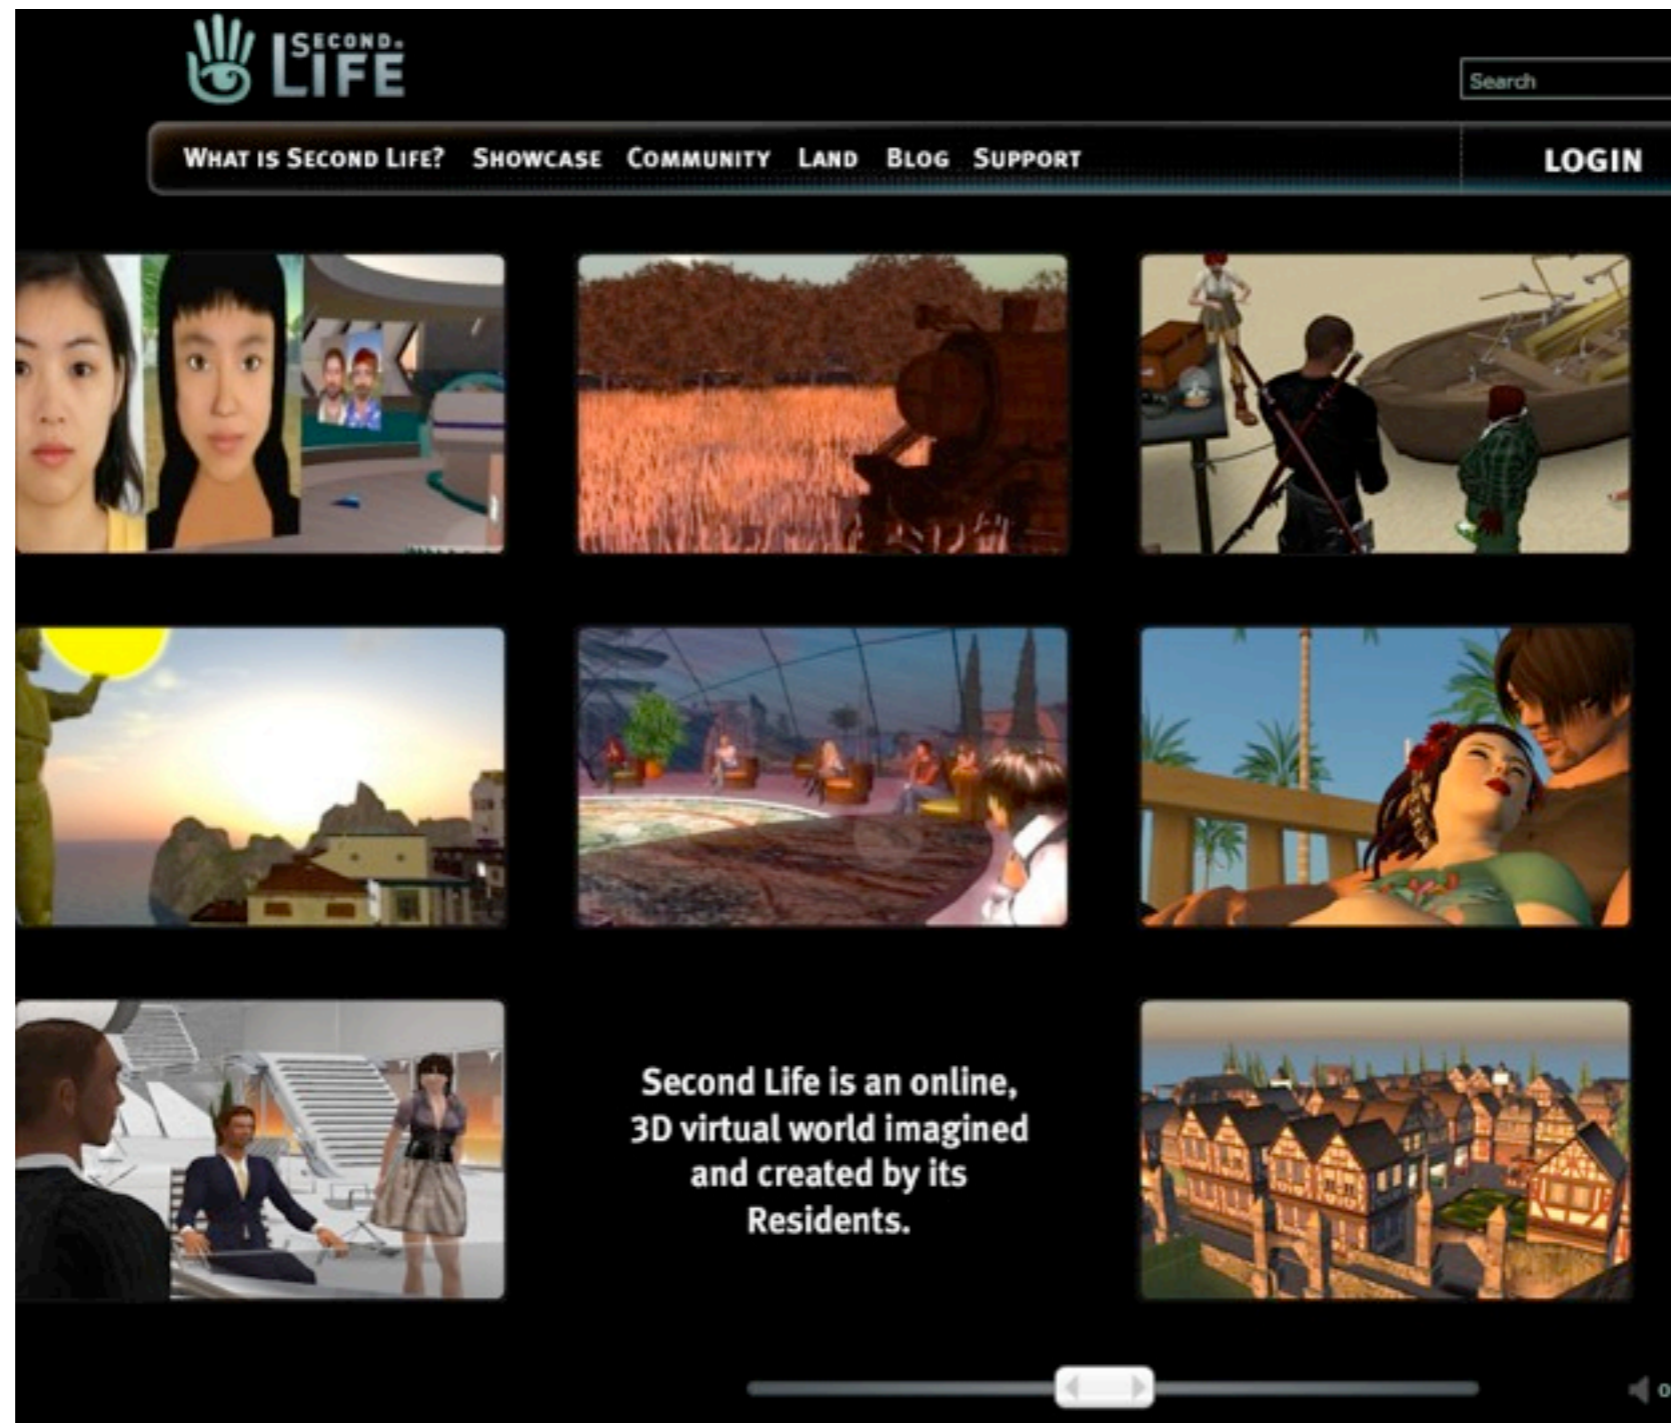 SECOND
LIFE
Search
WHAT IS SECOND LIFE? SHOWCASE COMMUNITY LAND BLOG SUPPORT
LOGIN
Second Life is an online,
3D virtual world imagined
and created by its
Residents.